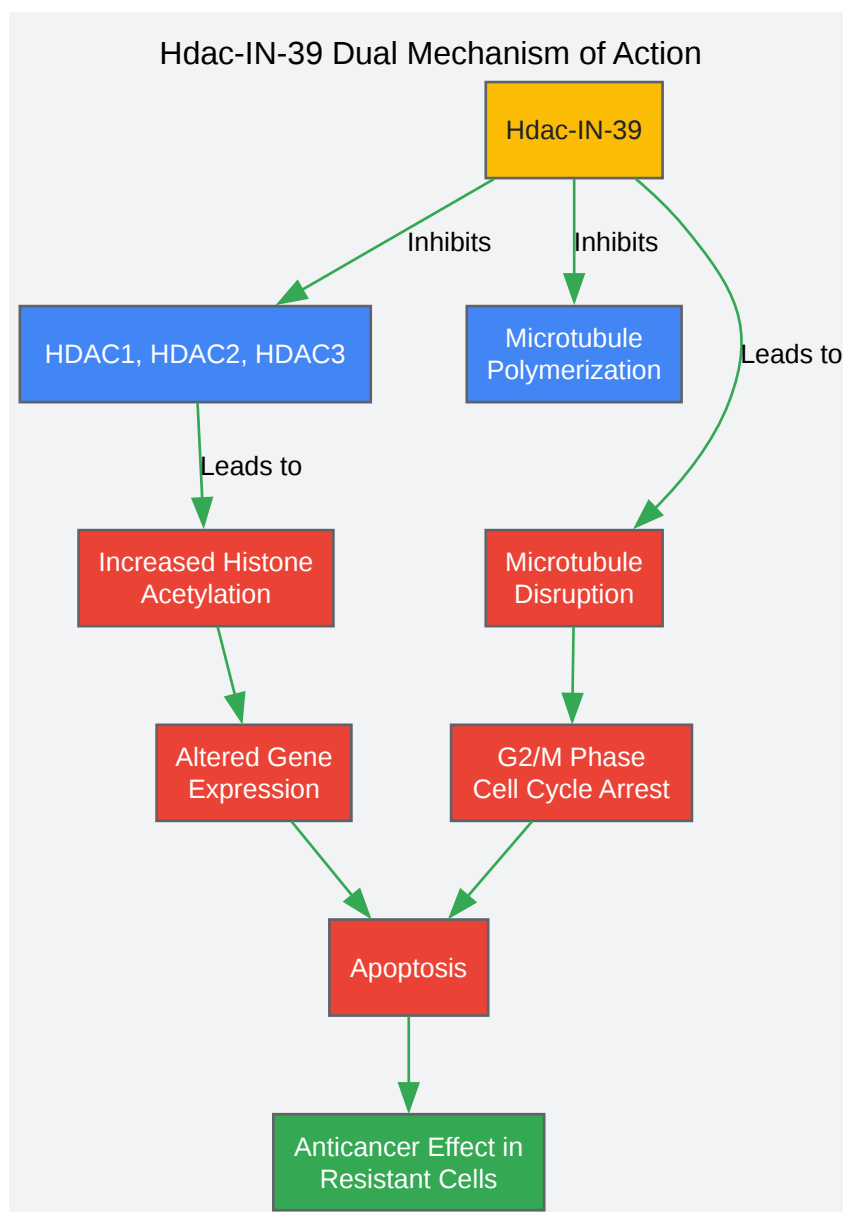 Hdac-IN-39 Dual Mechanism of Action
Hdac-IN-39
Inhibits
Inhibits
HDAC1, HDAC2, HDAC3
Microtubule
Polymerization
Leads to
Leads to
Increased Histone
Acetylation
Microtubule
Disruption
Altered Gene
Expression
G2/M Phase
Cell Cycle Arrest
Apoptosis
Anticancer Effect in
Resistant Cells